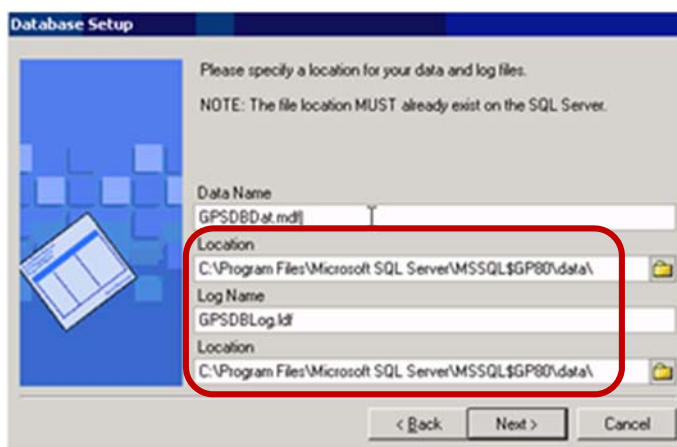 Database Setup
Please specify a location for your data and log files.
NOTE: The file location MUST already exist on the SQL Server.
Data Name
GPSDBDat.mdf
Location
C:\Program Files\Microsoft SQL Server\MSSQL$GP80\data\
Log Name
GPSDBLog.ldf
Location
C:\Program Files\Microsoft SQL Server\MSSQL$GP80\data\
< Back Next > Cancel